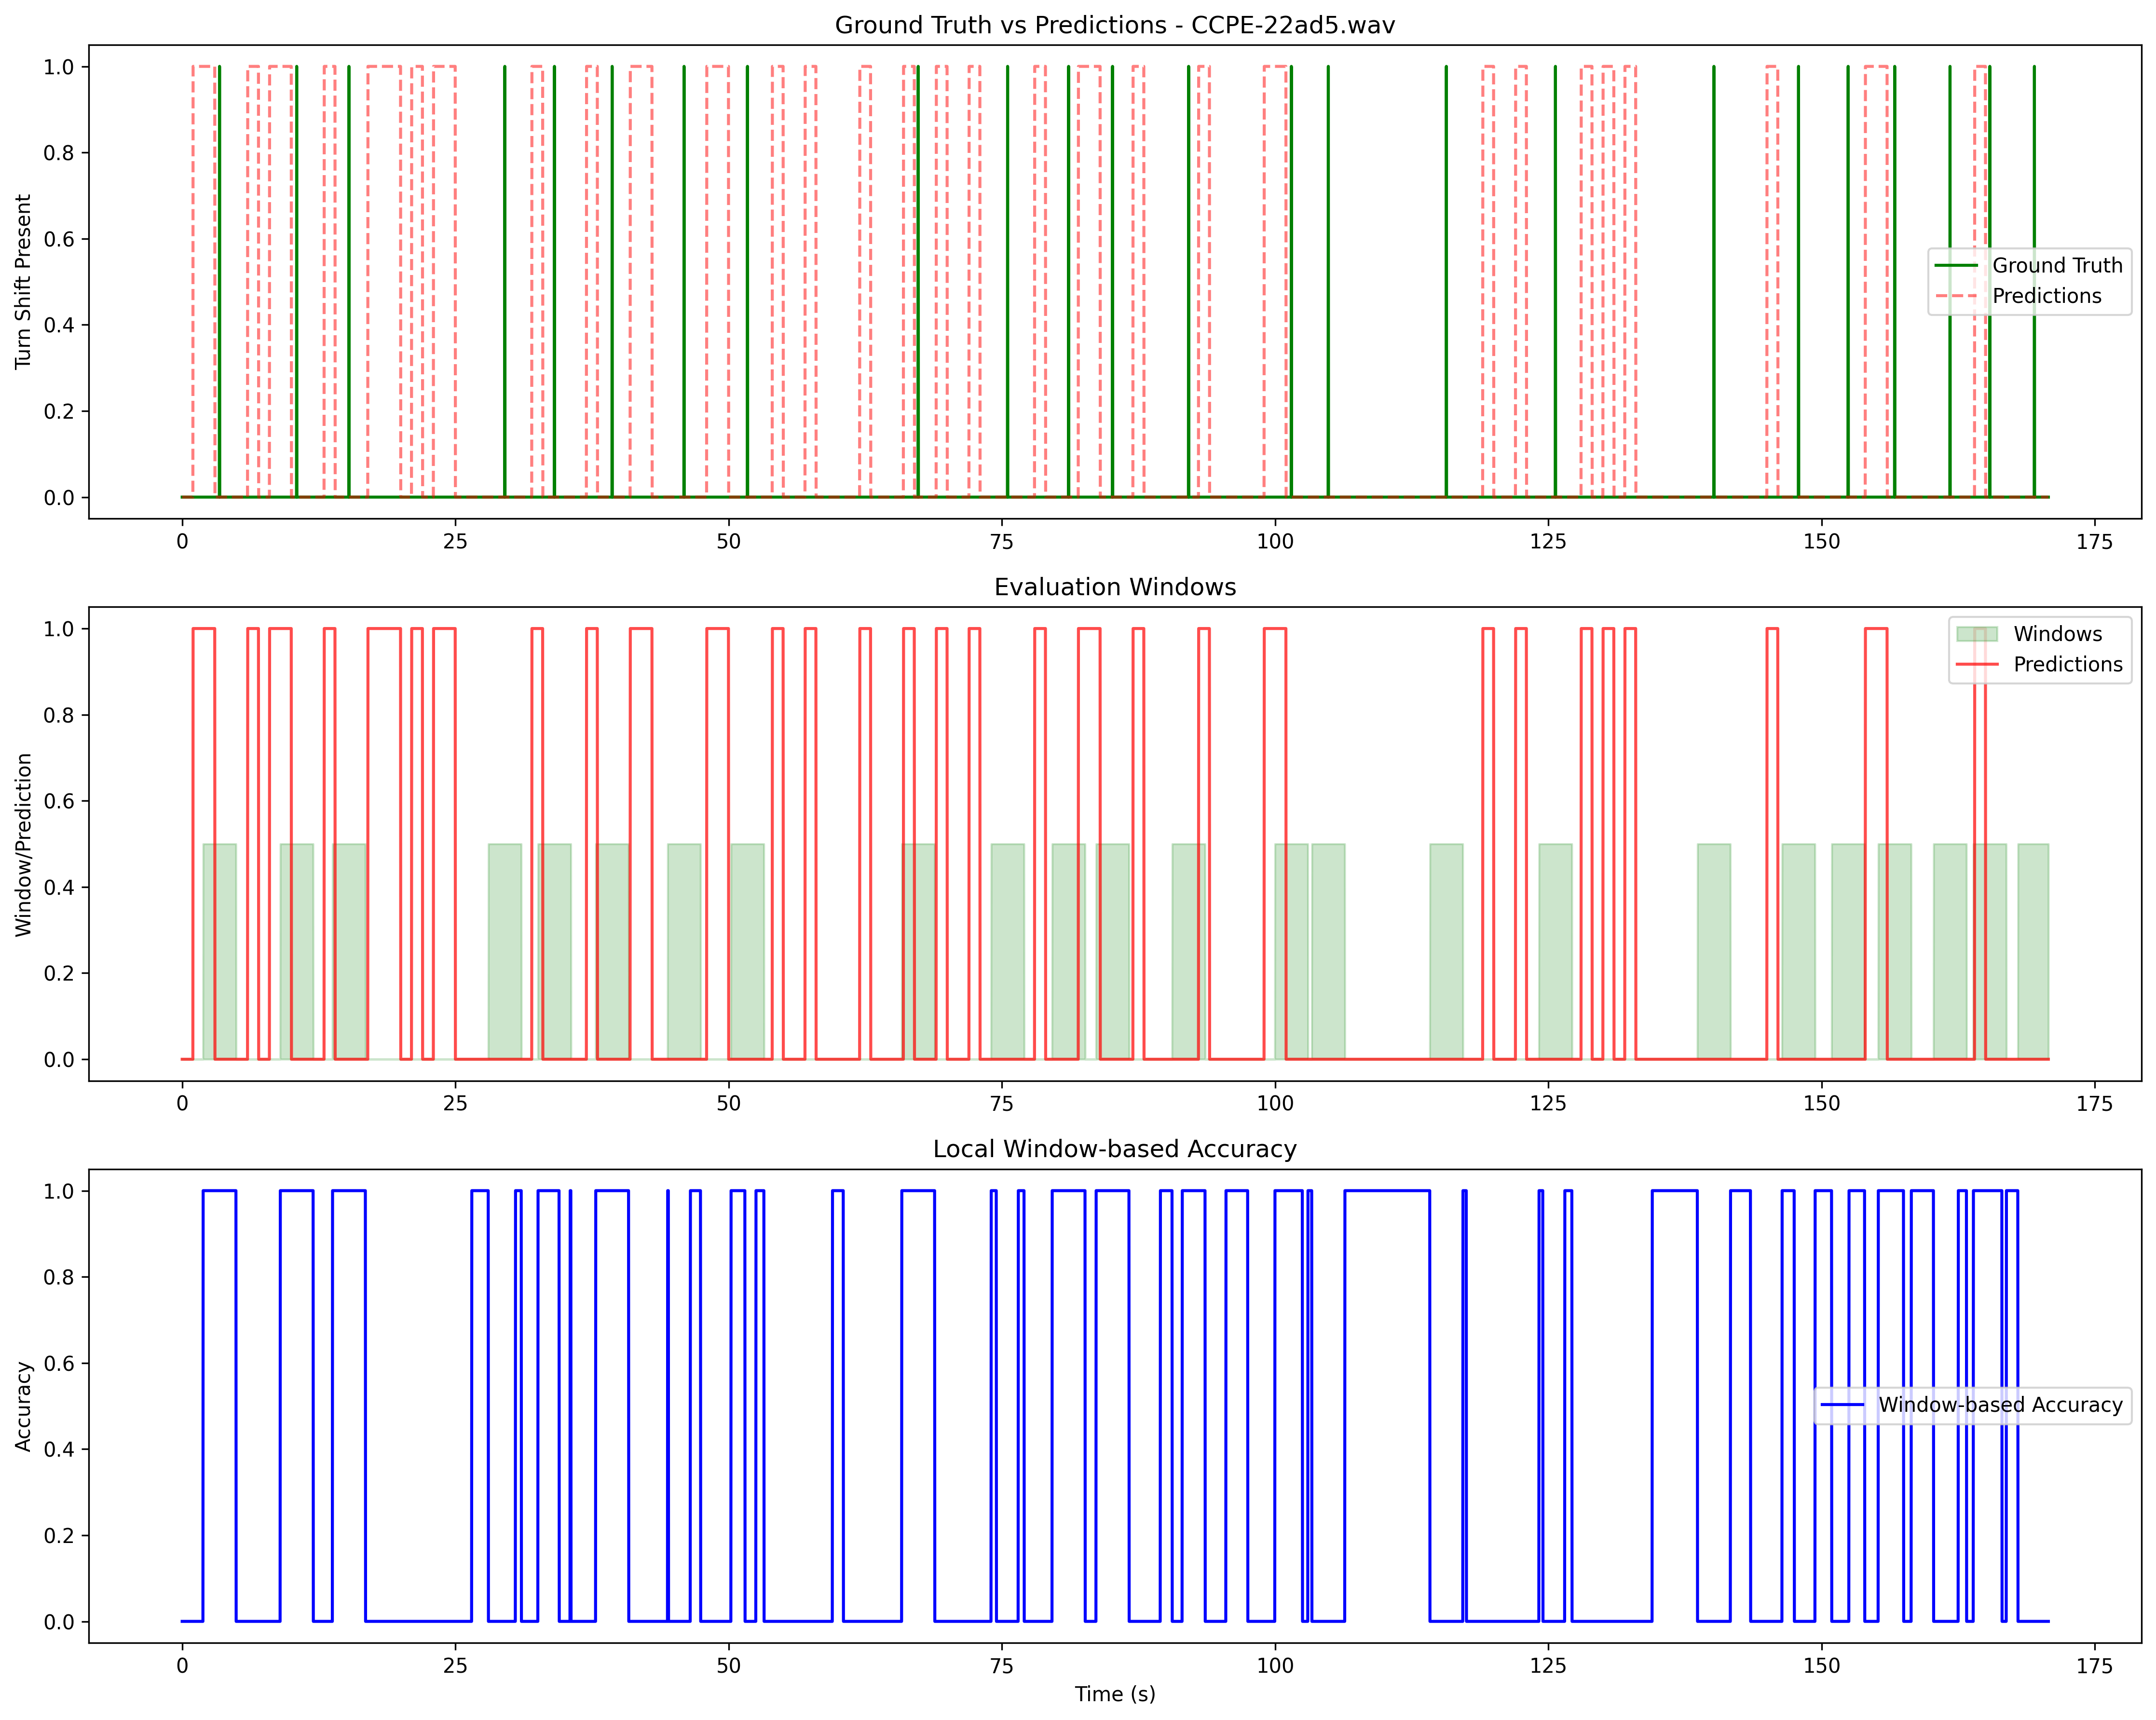 Ground Truth vs Predictions - CCPE-22ad5.wav
1.0
0.8
0.6
0.4
0.2
0.0
Turn Shift Present
Ground Truth
Predictions
0 25 50 75 100 125 150 175
Evaluation Windows
1.0
0.8
0.6
0.4
0.2
0.0
Window/Prediction
Windows
Predictions
0 25 50 75 100 125 150 175
Local Window-based Accuracy
1.0
0.8
0.6
0.4
0.2
0.0
Accuracy
Window-based Accuracy
0 25 50 75 100 125 150 175
Time (s)